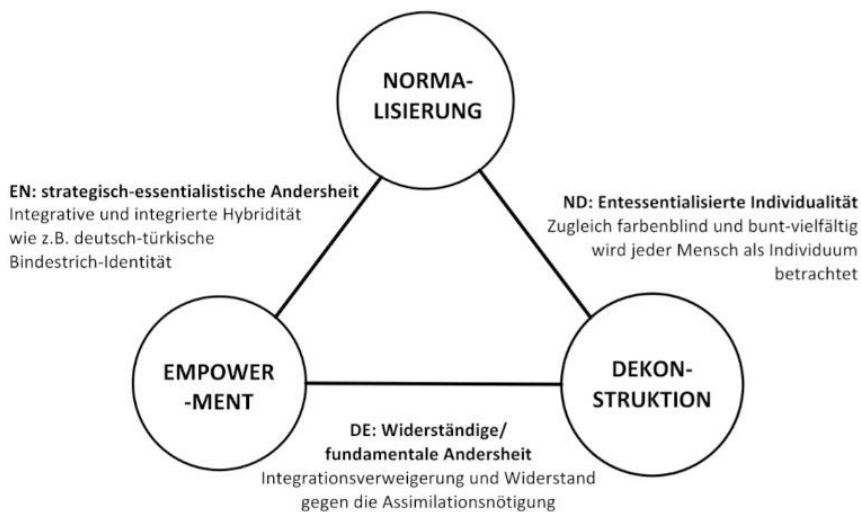 NORMA-
LISIERUNG
EN: strategisch-essentialistische Andersheit
Integrative und integrierte Hybridität
wie z.B. deutsch-türkische
Bindestrich-Identität
ND: Entessentialisierte Individualität
Zugleich farbenblind und bunt-vielfältig
wird jeder Mensch als Individuum
betrachtet
EMPOWER
-MENT
DEKON-
STRUKTION
DE: Widerständige/
fundamentale Andersheit
Integrationsverweigerung und Widerstand
gegen die Assimilationsnötigung